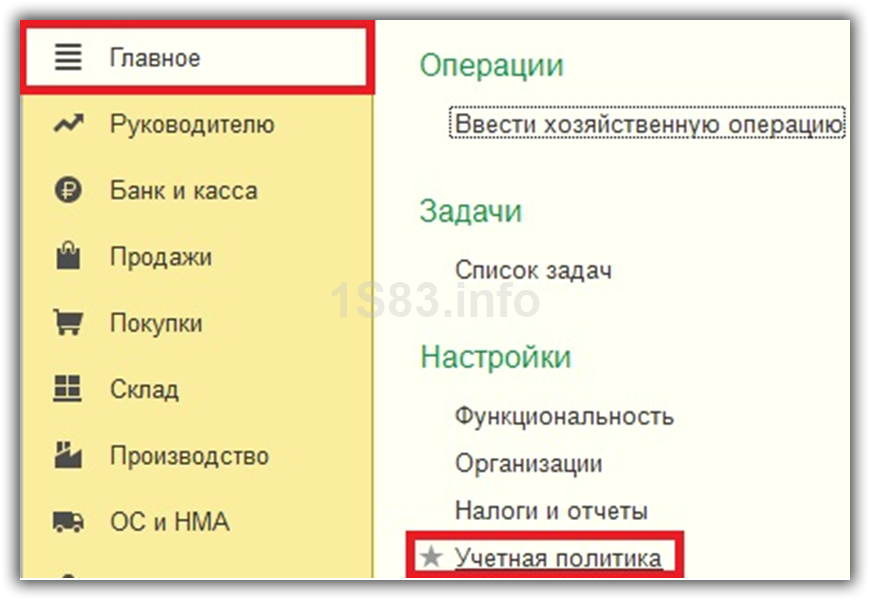 Главное
Руководителю
Банк и касса
Продажи
Покупки
Склад
Производство
ОС и НМА
Операции
Ввести хозяйственную операцию
Задачи
Список задач
1S83.info
Настройки
Функциональность
Организации
Налоги и отчеты
Учетная политика